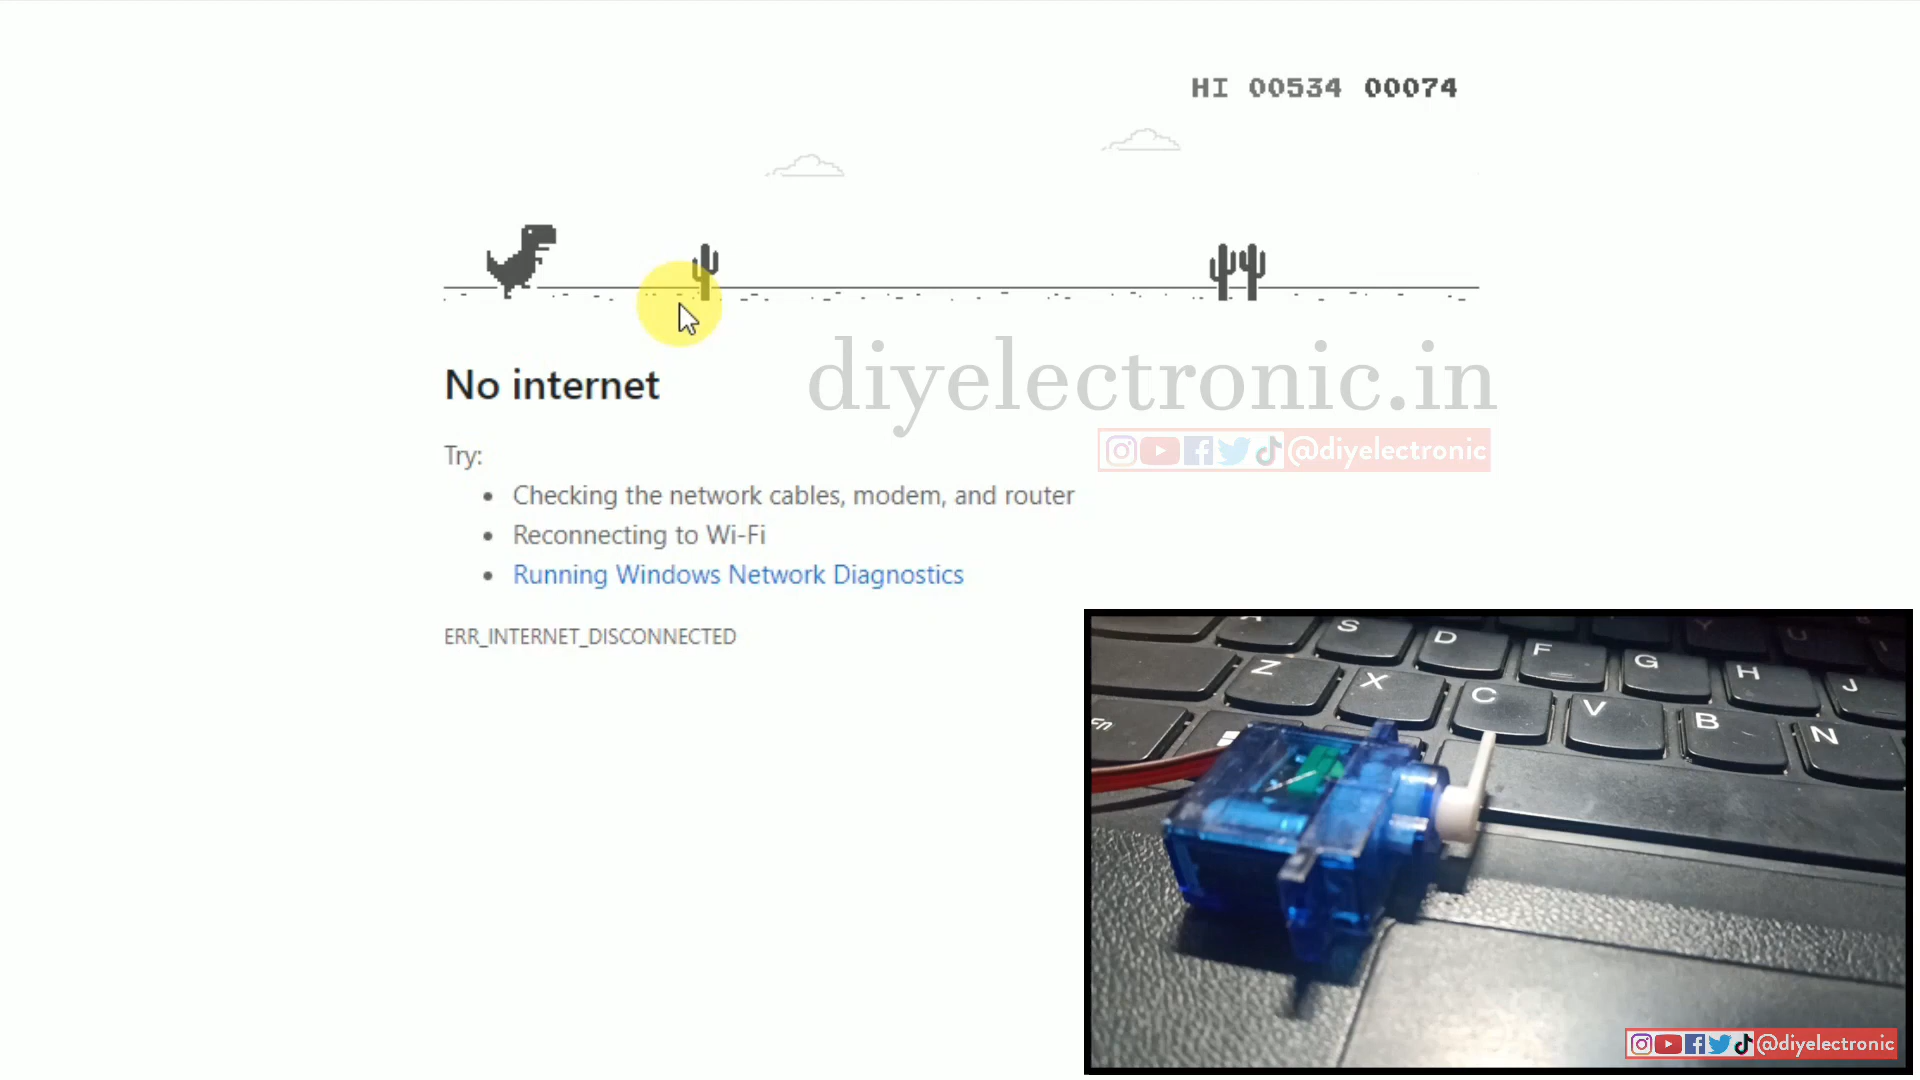 HI 00534 00074
No internet
diyelectronic.in
@diyelectronic
Try:
Checking the network cables, modem, and router
Reconnecting to Wi-Fi
Running Windows Network Diagnostics
ERR_INTERNET_DISCONNECTED
A S D F G H J
Z X C V B N
Fn
@diyelectronic